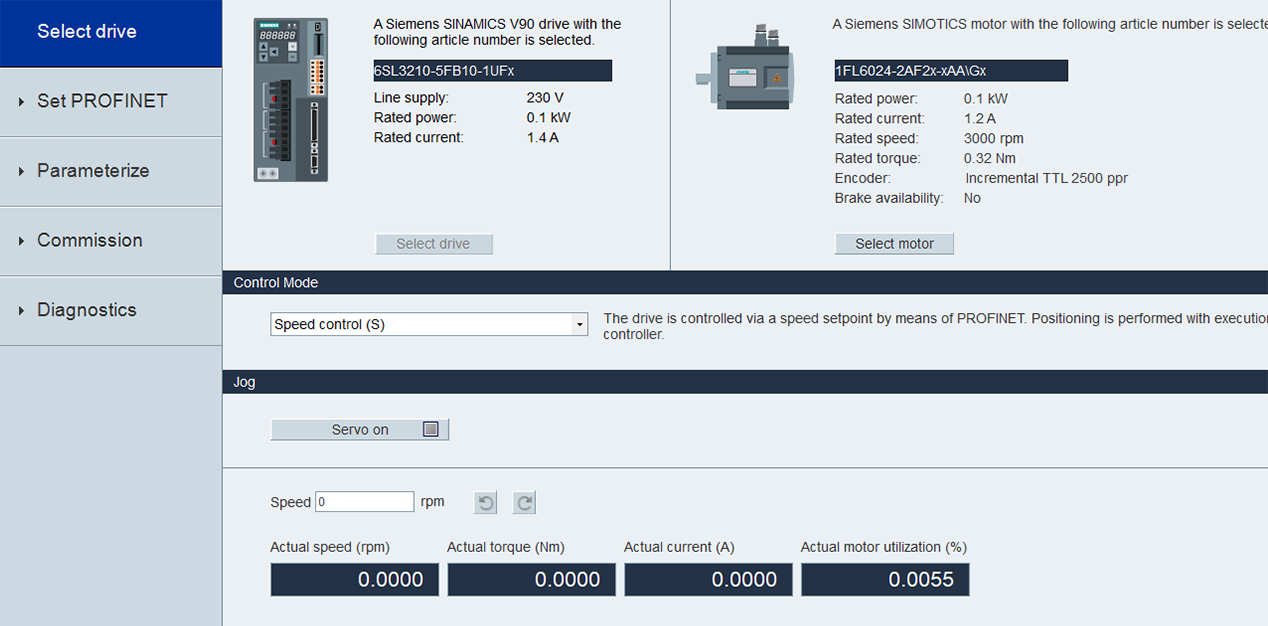 Select drive
Set PROFINET
Parameterize
Commission
Diagnostics
SIEMENS
888888
A Siemens SINAMICS V90 drive with the
following article number is selected.
6SL3210-5FB10-1UFx
Line supply: 230 V
Rated power: 0.1 kW
Rated current: 1.4 A
Select drive
A Siemens SIMOTICS motor with the following article number is selecte
1FL6024-2AF2x-xAA\Gx
Rated power: 0.1 kW
Rated current: 1.2 A
Rated speed: 3000 rpm
Rated torque: 0.32 Nm
Encoder: Incremental TTL 2500 ppr
Brake availability: No
Select motor
Control Mode
Speed control (S)
The drive is controlled via a speed setpoint by means of PROFINET. Positioning is performed with execution
controller.
Jog
Servo on
Speed 0 rpm
Actual speed (rpm) Actual torque (Nm) Actual current (A) Actual motor utilization (%)
0.0000 0.0000 0.0000 0.0055